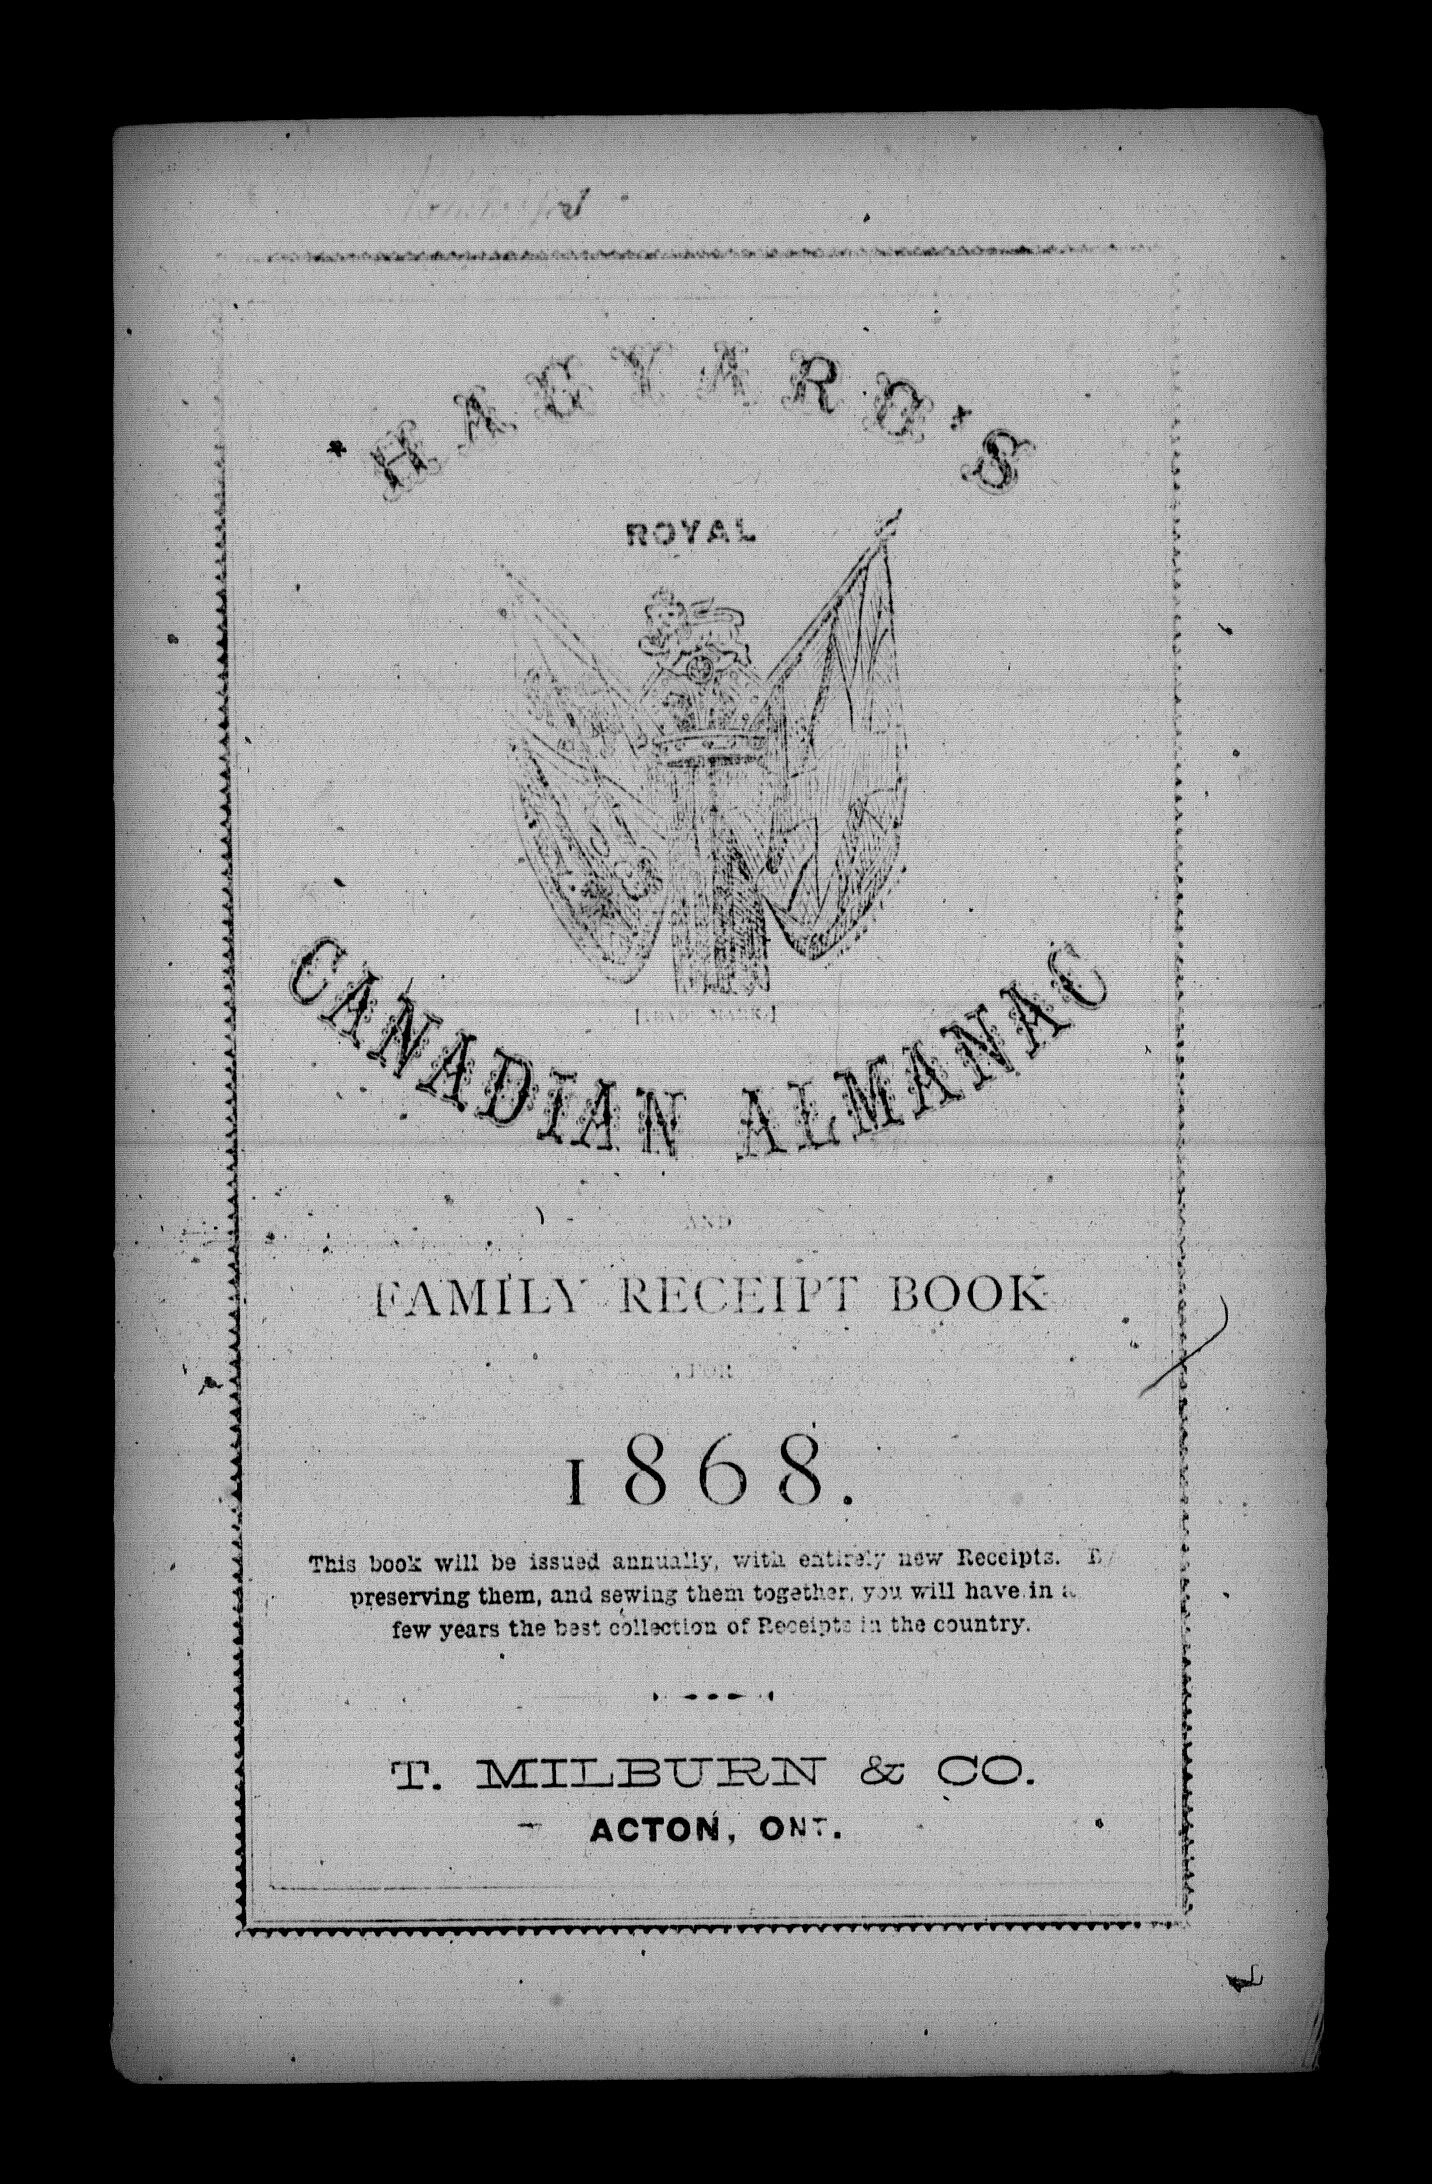 HAGYARD'S
ROYAL
[TRADE MARK.]
CANADIAN ALMANAC
AND
FAMILY RECEIPT BOOK
FOR
1868.
This book will be issued annually, with entirely new Receipts. By
preserving them, and sewing them together, you will have in a
few years the best collection of Receipts in the country.
T. MILBURN & CO.
ACTON, ONT.